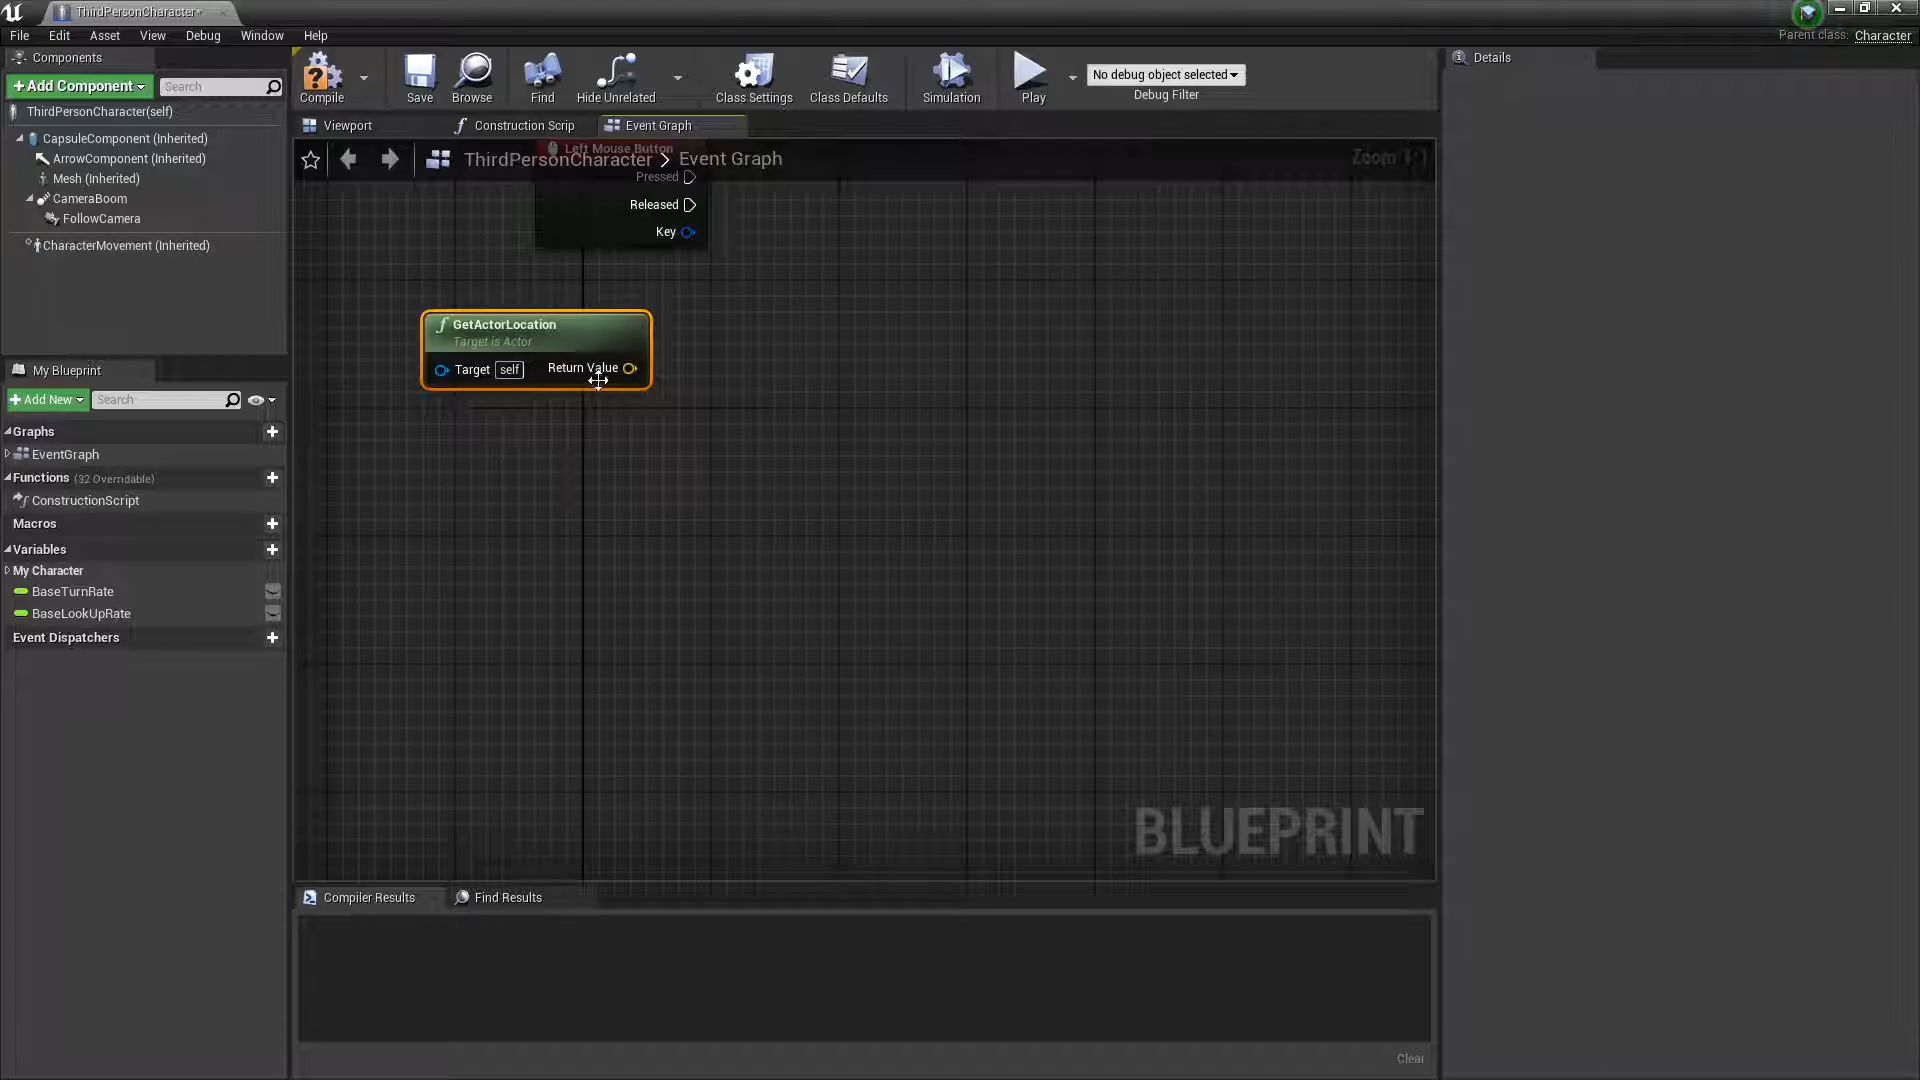 ThirdPersonCharacter*
File Edit Asset View Debug Window Help
Parent class: Character
Components
+Add Component
Search
ThirdPersonCharacter(self)
CapsuleComponent (Inherited)
ArrowComponent (Inherited)
Mesh (Inherited)
CameraBoom
FollowCamera
CharacterMovement (Inherited)
My Blueprint
+Add New
Search
Graphs
EventGraph
Functions (32 Overridable)
ConstructionScript
Macros
Variables
My Character
BaseTurnRate
BaseLookUpRate
Event Dispatchers
Compile
Save
Browse
Find
Hide Unrelated
Class Settings
Class Defaults
Simulation
Play
No debug object selected
Debug Filter
Viewport
Construction Scrip
Event Graph
ThirdPersonCharacter > Event Graph
Zoom 1:1
Left Mouse Button
Pressed
Released
Key
GetActorLocation
Target is Actor
Target self
Return Value
BLUEPRINT
Compiler Results
Find Results
Clear
Details